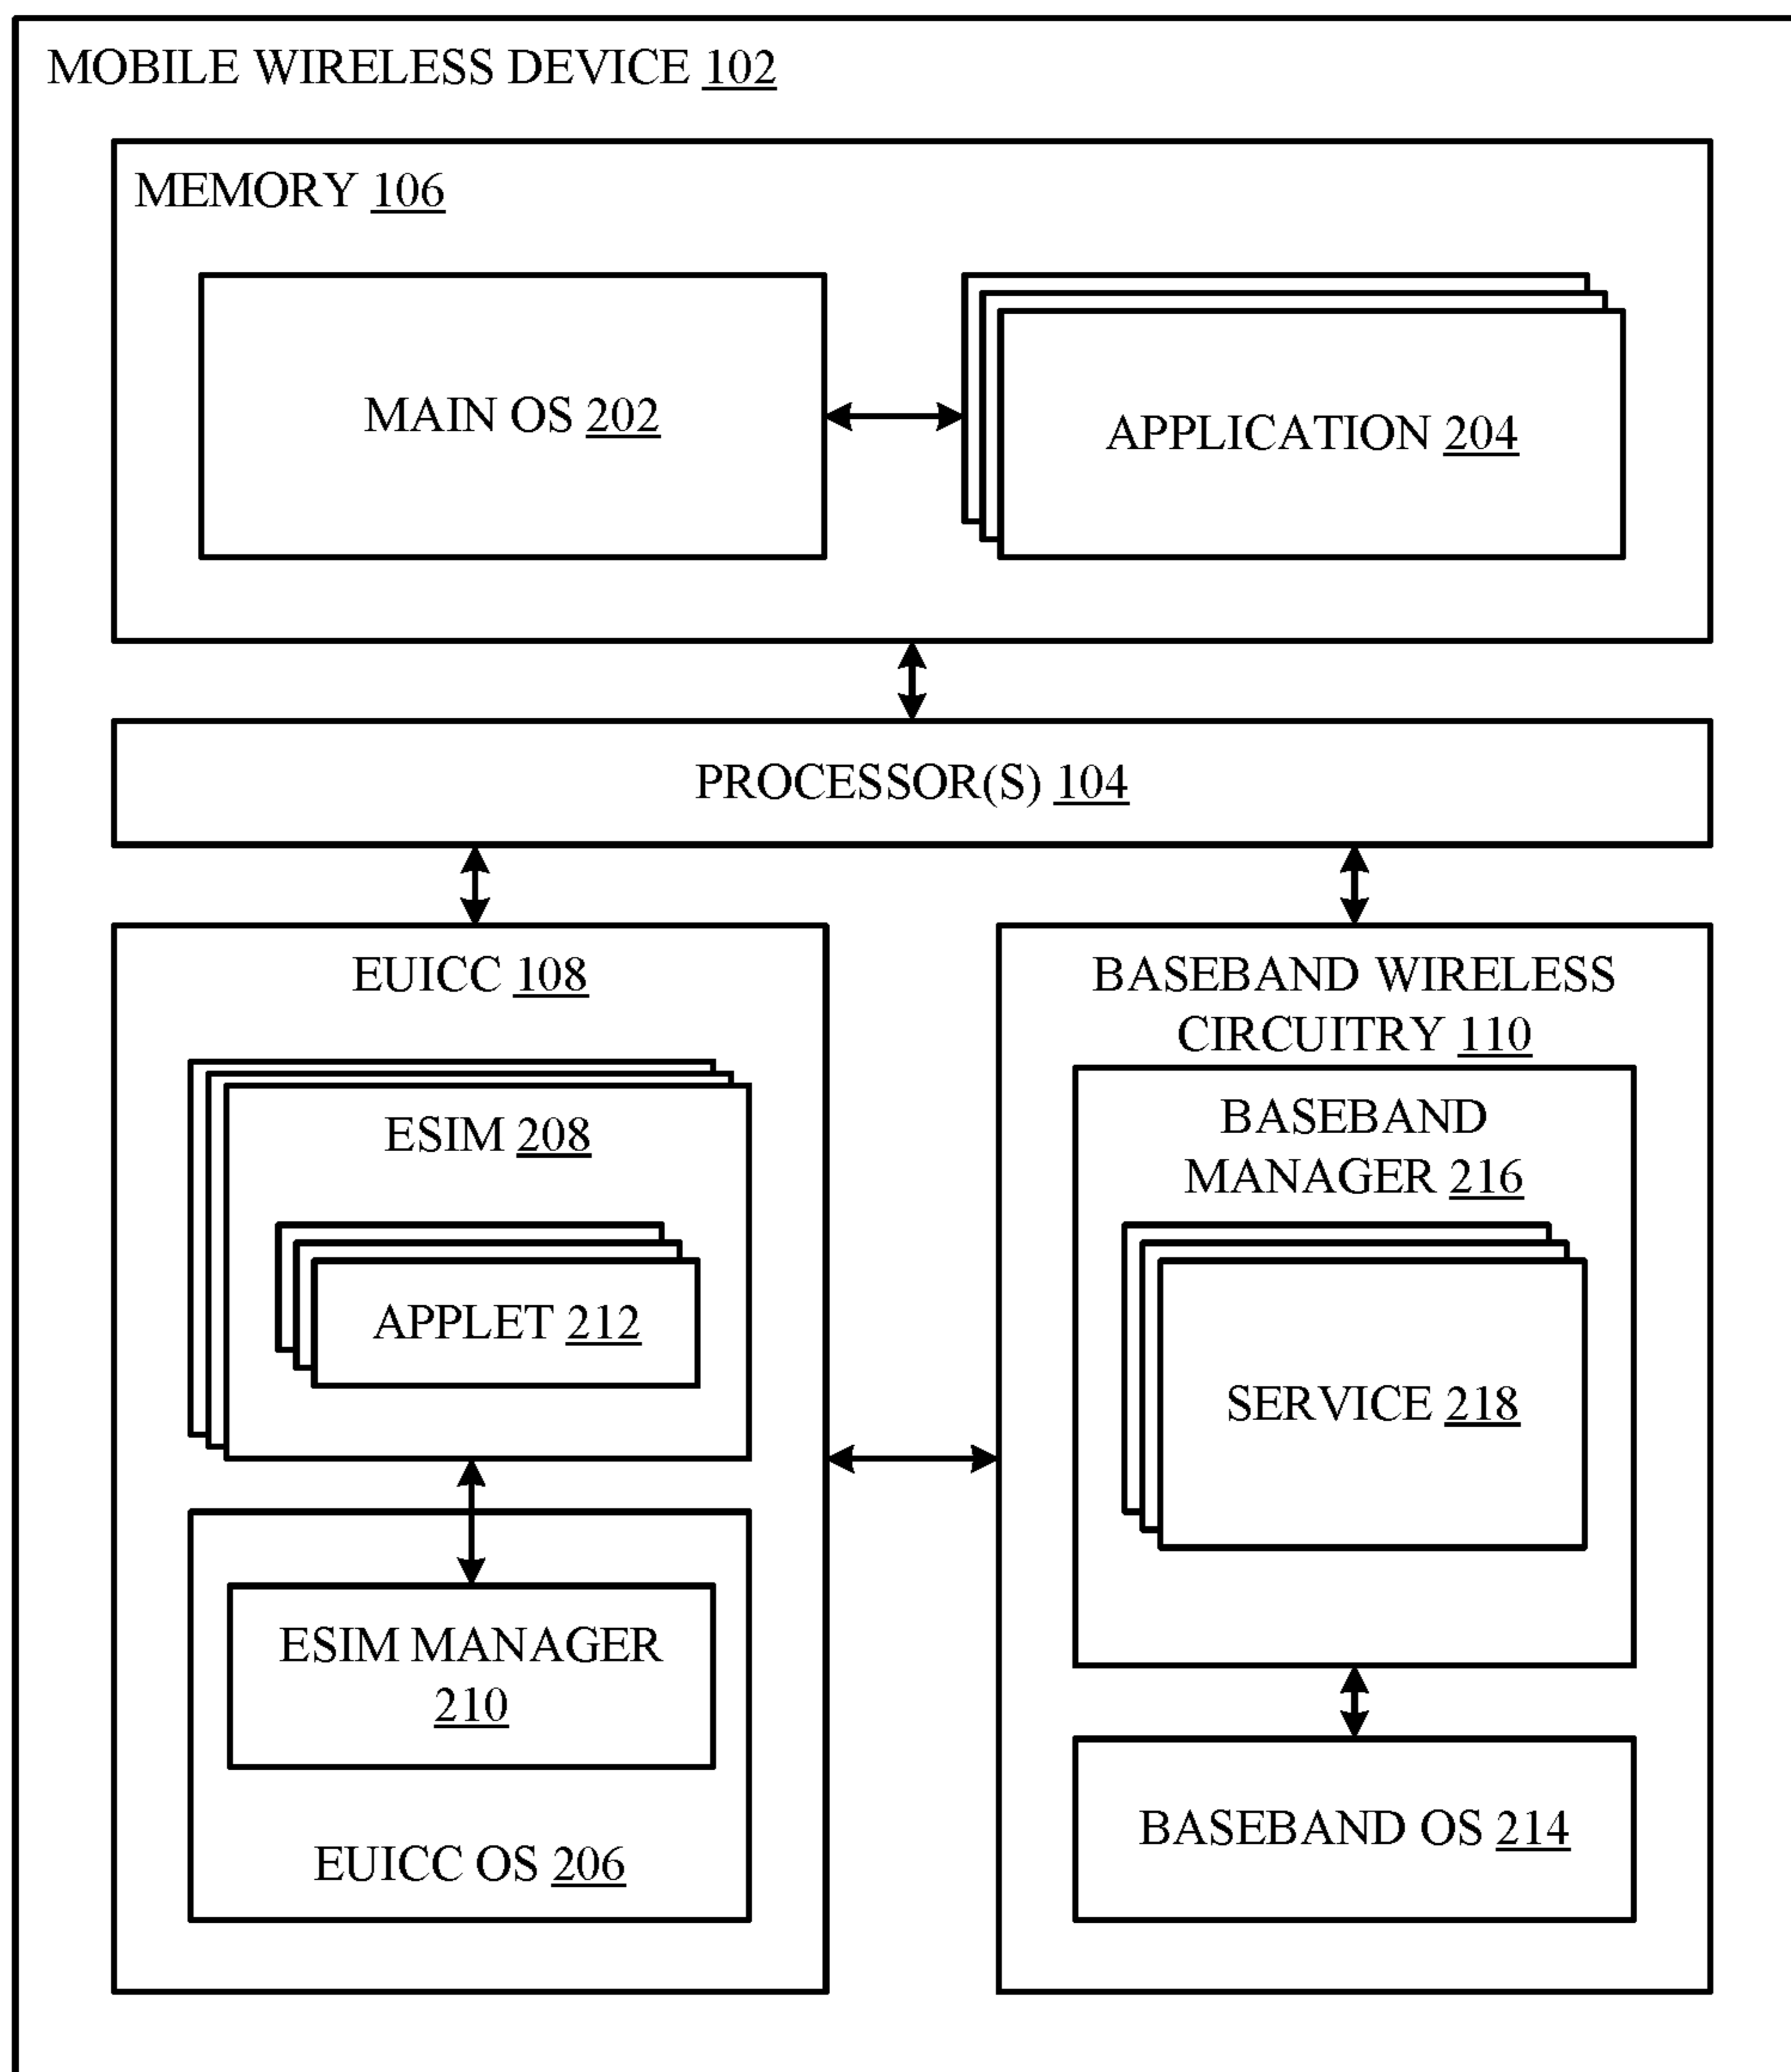 MOBILE WIRELESS DEVICE 102
MEMORY 106
MAIN OS 202
APPLICATION 204
PROCESSOR(S) 104
EUICC 108
ESIM 208
APPLET 212
ESIM MANAGER
210
EUICC OS 206
BASEBAND WIRELESS
CIRCUITRY 110
BASEBAND
MANAGER 216
SERVICE 218
BASEBAND OS 214